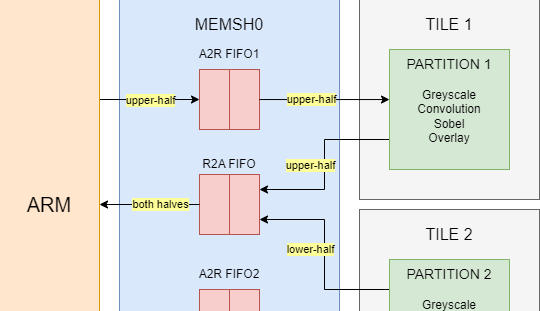 MEMSH0
TILE 1
A2R FIFO1
PARTITION 1
upper-half
upper-half
Greyscale
Convolution
Sobel
Overlay
R2A FIFO
upper-half
ARM
both halves
TILE 2
lower-half
A2R FIFO2
PARTITION 2
Greyscale